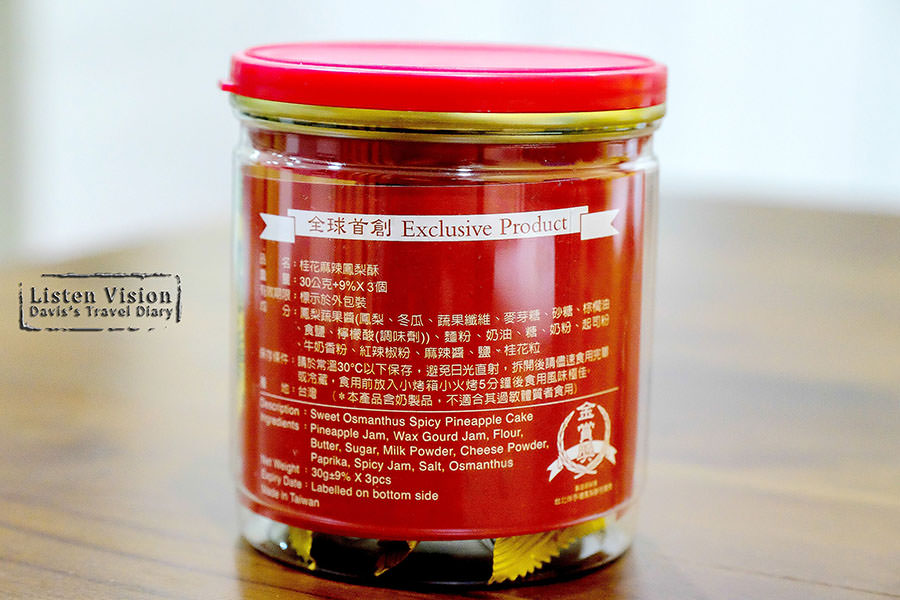 全球首創 Exclusive Product
品 名：桂花麻辣鳳梨酥
量：30公克+9%X 3個
有效期限：標示於外包裝
成 分：鳳梨蔬果醬(鳳梨、冬瓜、蔬果纖維、麥芽糖、砂糖、棕櫚油
、食鹽、檸檬酸(調味劑))、麵粉、奶油、糖、奶粉、起司粉
、牛奶香粉、紅辣椒粉、麻辣醬、鹽、桂花粒
保存條件：請於常溫30°C以下保存，避免日光直射，拆開後請儘速食用完畢
或冷藏，食用前放入小烤箱小火烤5分鐘後食用風味極佳。
產 地：台灣 （＊本產品含奶製品，不適合其過敏體質者食用）
Description : Sweet Osmanthus Spicy Pineapple Cake
Ingredients : Pineapple Jam, Wax Gourd Jam, Flour,
Butter, Sugar, Milk Powder, Cheese Powder,
Paprika, Spicy Jam, Salt, Osmanthus
Net Weight : 30g±9% X 3pcs
Expiry Date : Labelled on bottom side
Made in Taiwan
金賞獎
Listen Vision
Davis's Travel Diary